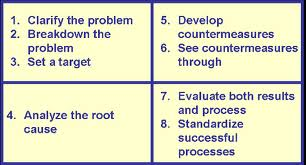 1. Clarify the problem
2. Breakdown the
problem
3. Set a target
4. Analyze the root
cause
5. Develop
countermeasures
6. See countermeasures
through
7. Evaluate both results
and process
8. Standardize
successful
processes